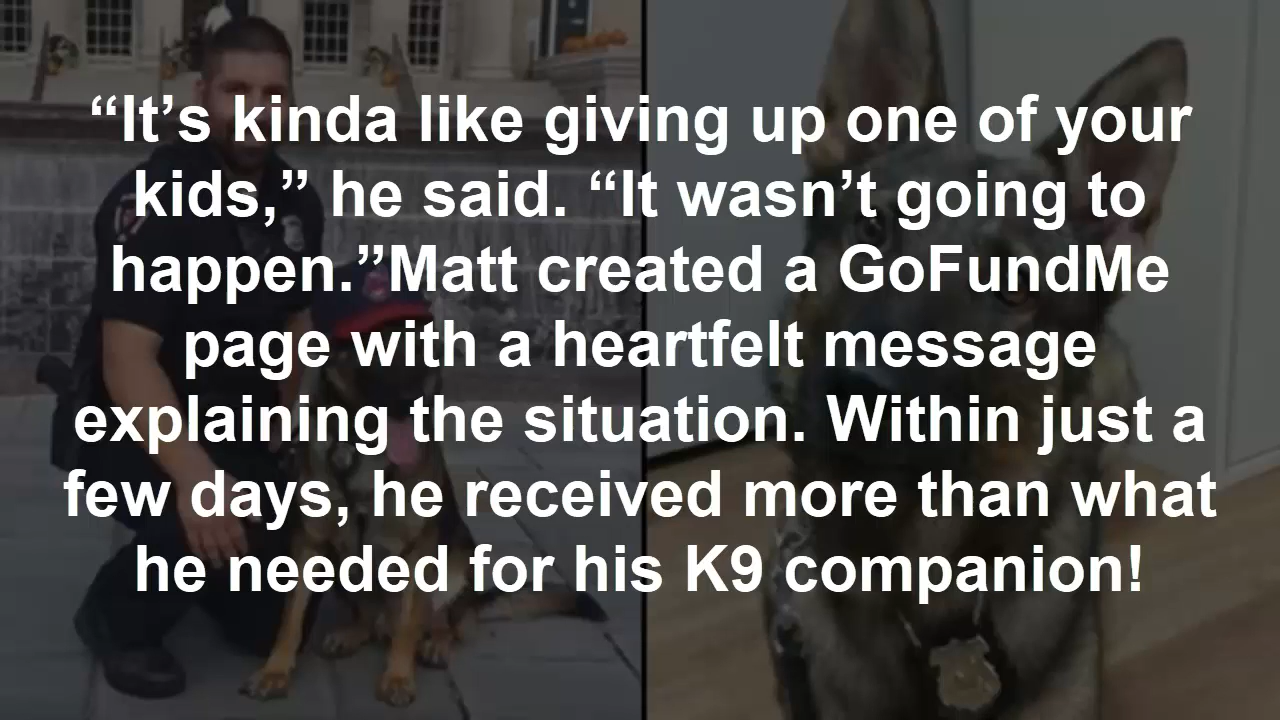 “It’s kinda like giving up one of your
kids,” he said. “It wasn’t going to
happen.”Matt created a GoFundMe
page with a heartfelt message
explaining the situation. Within just a
few days, he received more than what
he needed for his K9 companion!